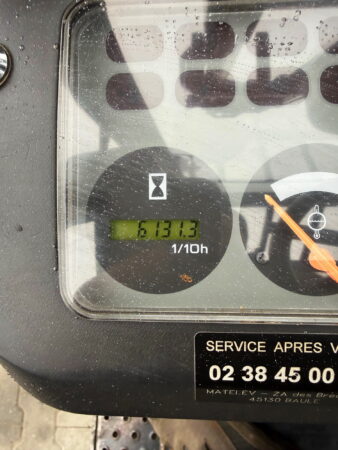 6131.3
1/10h
SERVICE APRES V
02 38 45 00
MATELEV - ZA des Bré
45130 BAULE